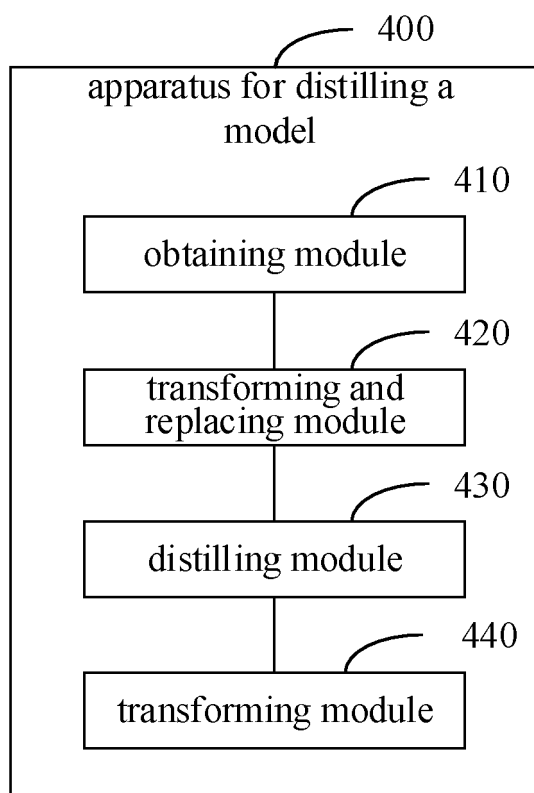 400
apparatus for distilling a
model
410
obtaining module
420
transforming and
replacing module
430
distilling module
440
transforming module